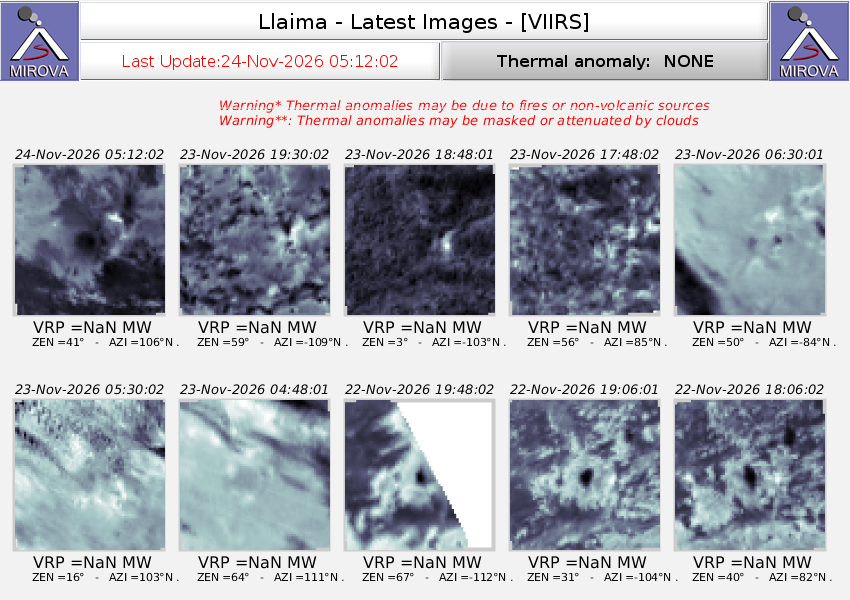 Llaima - Latest Images - [VIIRS]
MIROVA
Last Update:24-Nov-2026 05:12:02
Thermal anomaly: NONE
MIROVA
Warning* Thermal anomalies may be due to fires or non-volcanic sources
Warning**: Thermal anomalies may be masked or attenuated by clouds
24-Nov-2026 05:12:02 23-Nov-2026 19:30:02 23-Nov-2026 18:48:01 23-Nov-2026 17:48:02 23-Nov-2026 06:30:01
VRP =NaN MW VRP =NaN MW VRP =NaN MW VRP =NaN MW VRP =NaN MW
ZEN =41° - AZI =106°N . ZEN =59° - AZI =-109°N . ZEN =3° - AZI =-103°N . ZEN =56° - AZI =85°N . ZEN =50° - AZI =-84°N .
23-Nov-2026 05:30:02 23-Nov-2026 04:48:01 22-Nov-2026 19:48:02 22-Nov-2026 19:06:01 22-Nov-2026 18:06:02
VRP =NaN MW VRP =NaN MW VRP =NaN MW VRP =NaN MW VRP =NaN MW
ZEN =16° - AZI =103°N . ZEN =64° - AZI =111°N . ZEN =67° - AZI =-112°N . ZEN =31° - AZI =-104°N . ZEN =40° - AZI =82°N .